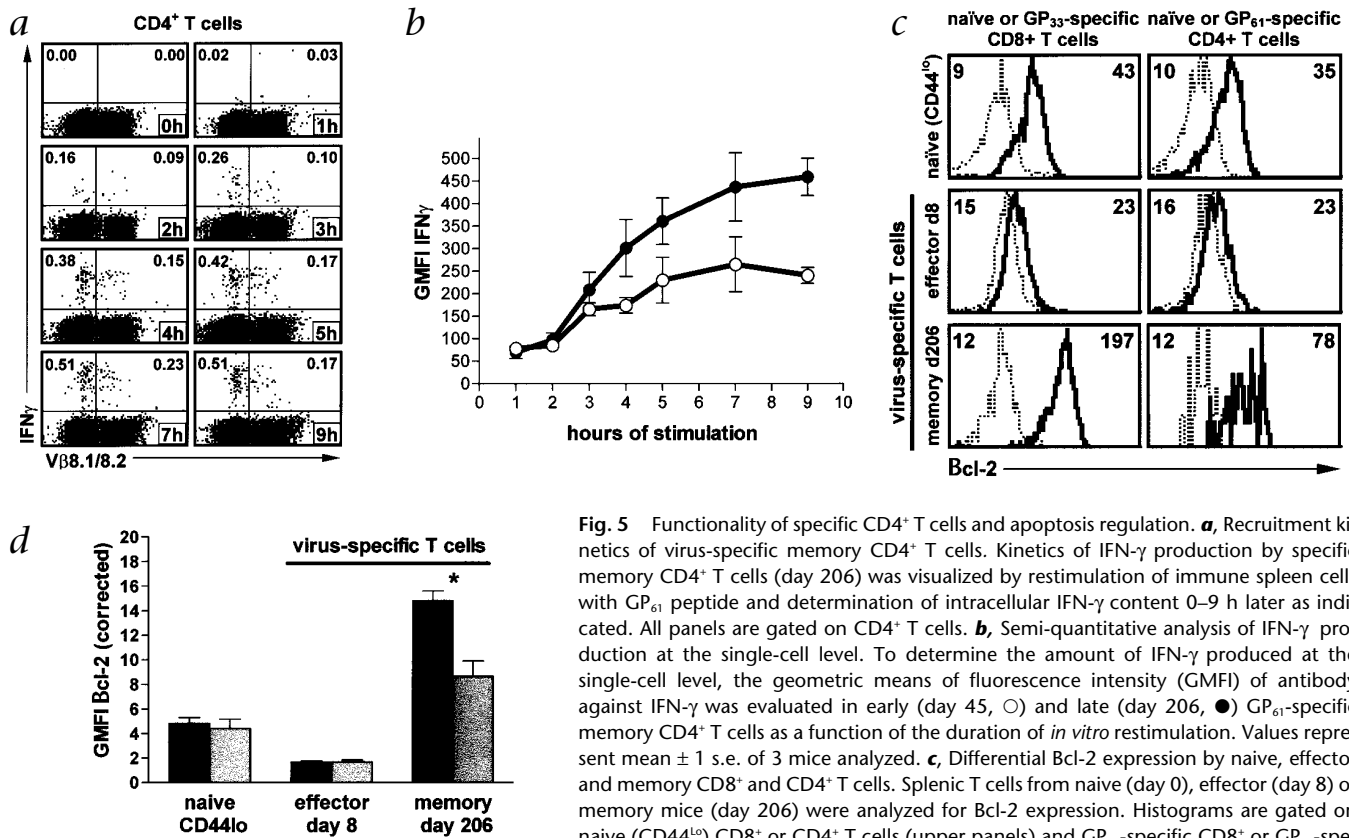 a
CD4+ T cells
0.00 0.00
0h
0.02 0.03
1h
0.16 0.09
2h
0.26 0.10
3h
0.38 0.15
4h
0.42 0.17
5h
0.51 0.23
7h
0.51 0.17
9h
IFNγ
Vβ8.1/8.2
b
GMFI IFNγ
500
450
400
350
300
250
200
150
100
50
0
0 1 2 3 4 5 6 7 8 9 10
hours of stimulation
c
naïve or GP33-specific
CD8+ T cells
naïve or GP61-specific
CD4+ T cells
naïve (CD44lo)
9 43
10 35
virus-specific T cells
effector d8
15 23
16 23
memory d206
12 197
12 78
Bcl-2
d
GMFI Bcl-2 (corrected)
20
18
16
14
12
10
8
6
4
2
0
virus-specific T cells
*
naive
CD44lo
effector
day 8
memory
day 206
Fig. 5 Functionality of specific CD4+ T cells and apoptosis regulation. a, Recruitment ki-
netics of virus-specific memory CD4+ T cells. Kinetics of IFN-γ production by specific
memory CD4+ T cells (day 206) was visualized by restimulation of immune spleen cell
with GP61 peptide and determination of intracellular IFN-γ content 0–9 h later as indi
cated. All panels are gated on CD4+ T cells. b, Semi-quantitative analysis of IFN-γ pro
duction at the single-cell level. To determine the amount of IFN-γ produced at the
single-cell level, the geometric means of fluorescence intensity (GMFI) of antibody
against IFN-γ was evaluated in early (day 45, ○) and late (day 206, ●) GP61-specific
memory CD4+ T cells as a function of the duration of in vitro restimulation. Values repre
sent mean ± 1 s.e. of 3 mice analyzed. c, Differential Bcl-2 expression by naive, effector
and memory CD8+ and CD4+ T cells. Splenic T cells from naive (day 0), effector (day 8) o
memory mice (day 206) were analyzed for Bcl-2 expression. Histograms are gated on
naive (CD44Lo) CD8+ or CD4+ T cells (upper panels) and GP -specific CD8+ or GP -spe